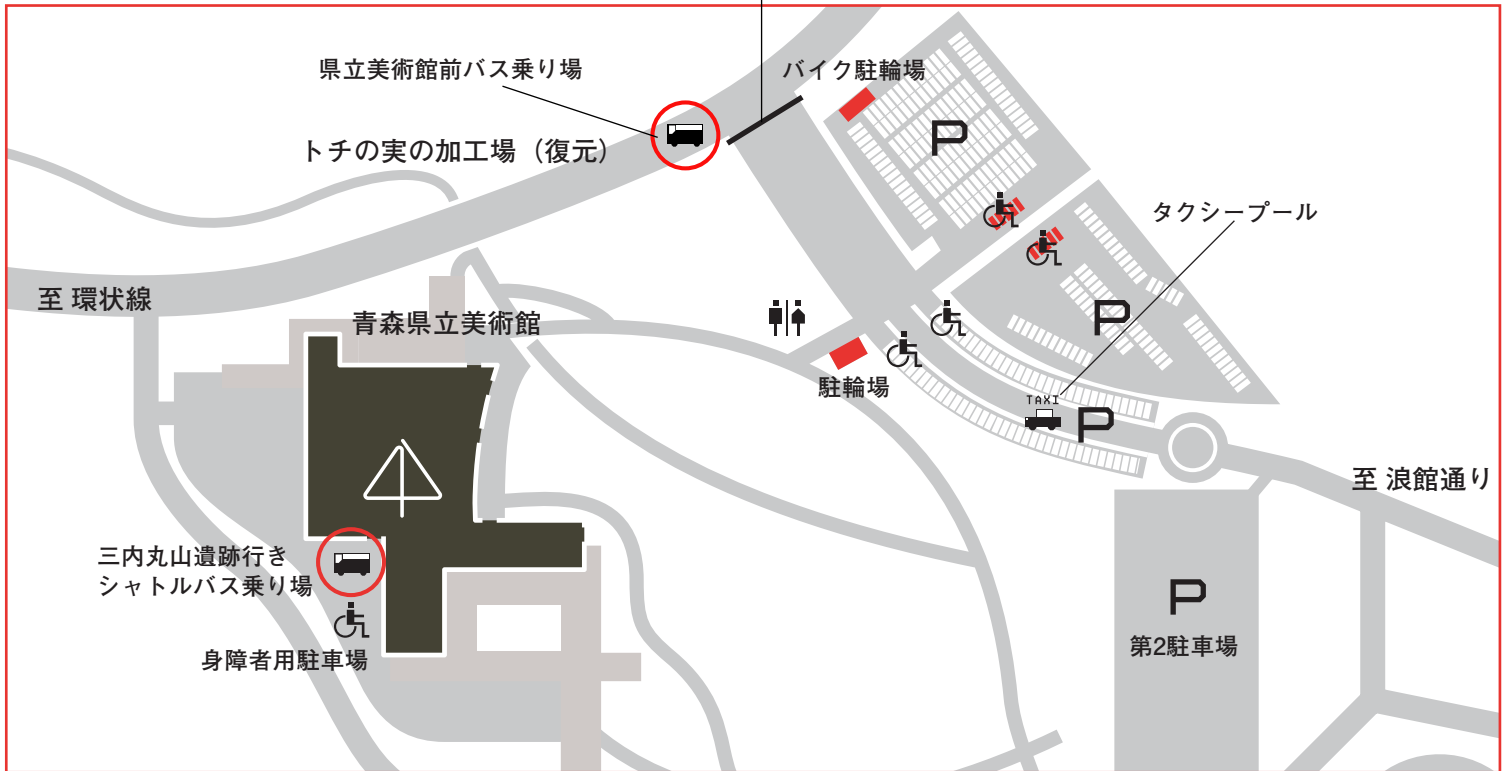 県立美術館前バス乗り場
バイク駐輪場
トチの実の加工場（復元）
P
タクシープール
至 環状線
青森県立美術館
P
駐輪場
TAXI
P
至 浪館通り
三内丸山遺跡行き
シャトルバス乗り場
P
第2駐車場
身障者用駐車場